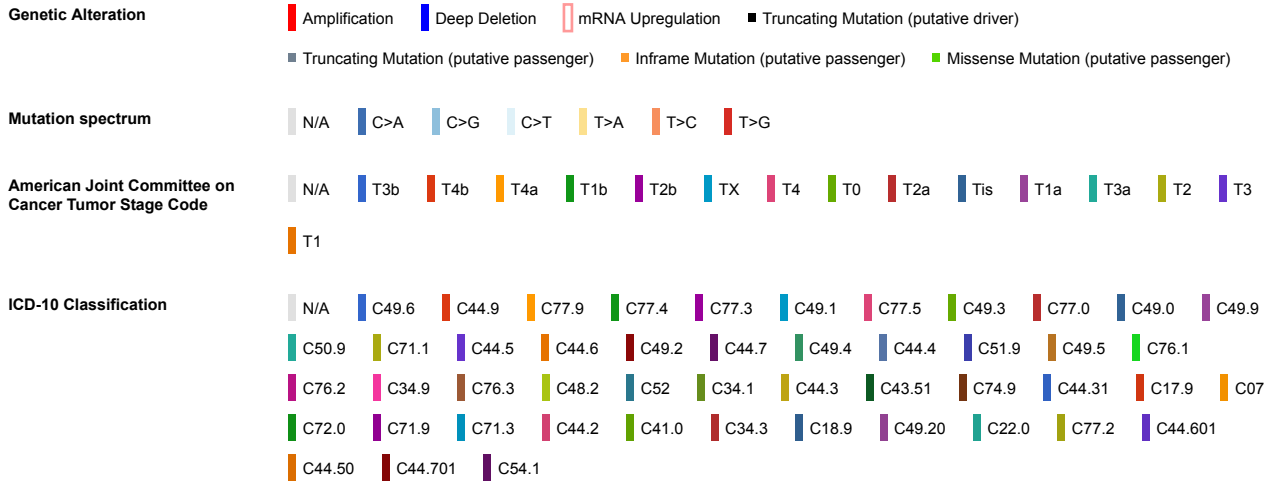 Genetic Alteration Amplification Deep Deletion mRNA Upregulation Truncating Mutation (putative driver)
Truncating Mutation (putative passenger) Inframe Mutation (putative passenger) Missense Mutation (putative passenger)
Mutation spectrum N/A C>A C>G C>T T>A T>C T>G
American Joint Committee on
Cancer Tumor Stage Code
N/A T3b T4b T4a T1b T2b TX T4 T0 T2a Tis T1a T3a T2 T3
T1
ICD-10 Classification N/A C49.6 C44.9 C77.9 C77.4 C77.3 C49.1 C77.5 C49.3 C77.0 C49.0 C49.9
C50.9 C71.1 C44.5 C44.6 C49.2 C44.7 C49.4 C44.4 C51.9 C49.5 C76.1
C76.2 C34.9 C76.3 C48.2 C52 C34.1 C44.3 C43.51 C74.9 C44.31 C17.9 C07
C72.0 C71.9 C71.3 C44.2 C41.0 C34.3 C18.9 C49.20 C22.0 C77.2 C44.601
C44.50 C44.701 C54.1